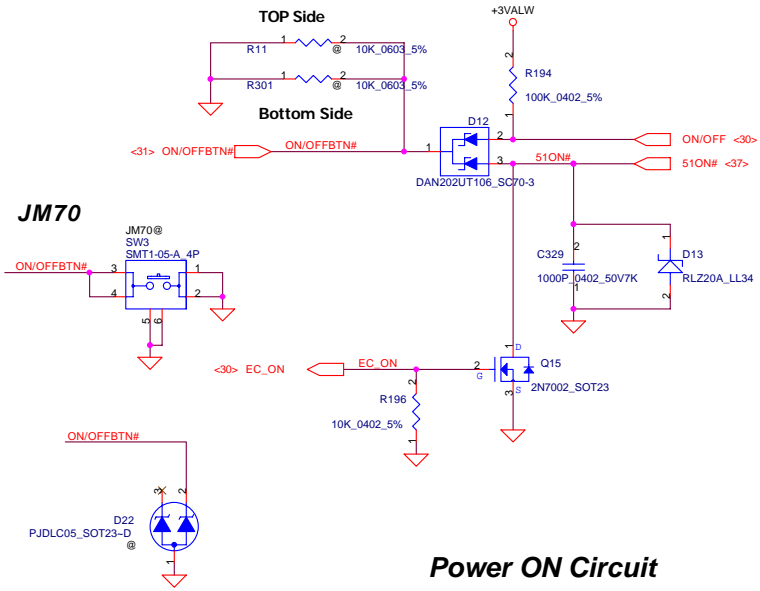 TOP Side
+3VALW
R11 1 2 @ 10K_0603_5%
R301 1 2 @ 10K_0603_5%
Bottom Side
2
R194
100K_0402_5%
1
D12
<31> ON/OFFBTN# ON/OFFBTN# 1 2 ON/OFF <30>
3 51ON# 51ON# <37>
DAN202UT106_SC70-3
JM70
JM70@
SW3
SMT1-05-A_4P
ON/OFFBTN# 3 1
4 2
5 6
2
C329
1000P_0402_50V7K
1
1
D13
RLZ20A_LL34
2
1 D
<30> EC_ON EC_ON 2 G Q15
2N7002_SOT23
S 3
2
R196
10K_0402_5%
1
ON/OFFBTN#
3 2
D22
PJDLC05_SOT23~D
@
1
Power ON Circuit